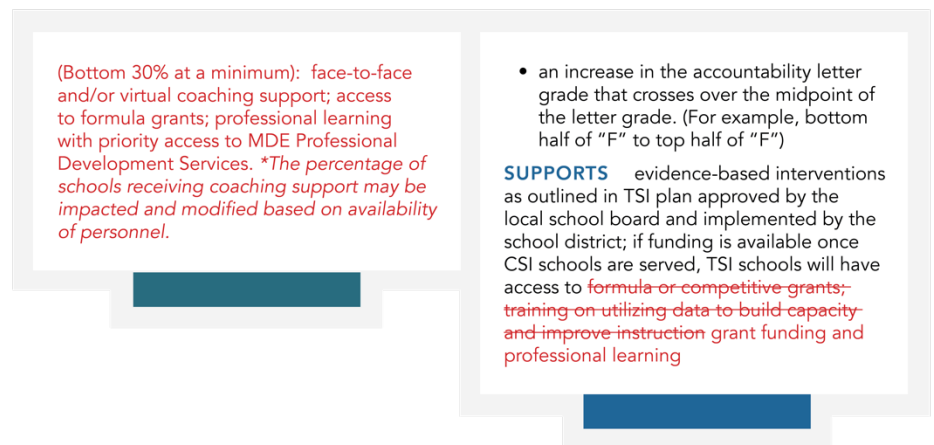 (Bottom 30% at a minimum):  face-to-face
and/or virtual coaching support; access
to formula grants; professional learning
with priority access to MDE Professional
Development Services. *The percentage of
schools receiving coaching support may be
impacted and modified based on availability
of personnel.
• an increase in the accountability letter
grade that crosses over the midpoint of
the letter grade. (For example, bottom
half of “F” to top half of “F”)
SUPPORTS evidence-based interventions
as outlined in TSI plan approved by the
local school board and implemented by the
school district; if funding is available once
CSI schools are served, TSI schools will have
access to formula or competitive grants;
training on utilizing data to build capacity
and improve instruction grant funding and
professional learning